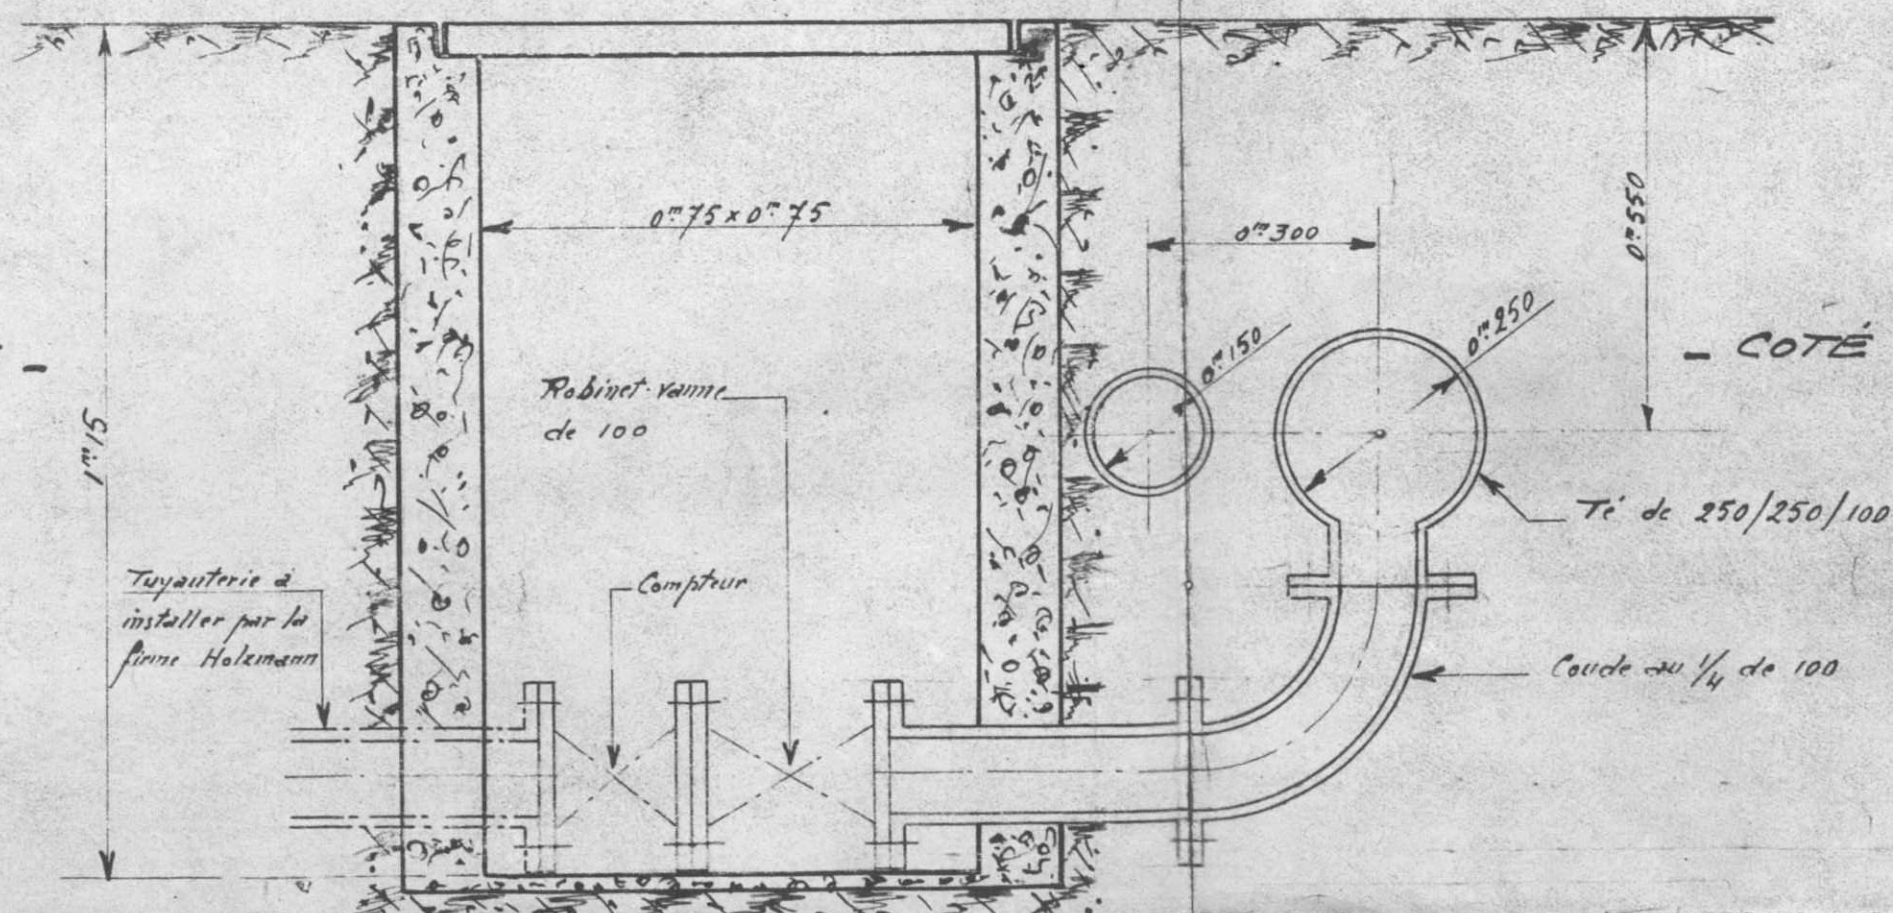 0ᵐ75 x 0ᵐ75
0ᵐ300
0ᵐ550
0ᵐ150
0ᵐ250
- COTÉ
-
1ᵐ15
Robinet-vanne
de 100
Té de 250/250/100
Tuyauterie à
installer par la
firme Holzmann
Compteur
Coude au 1/4 de 100